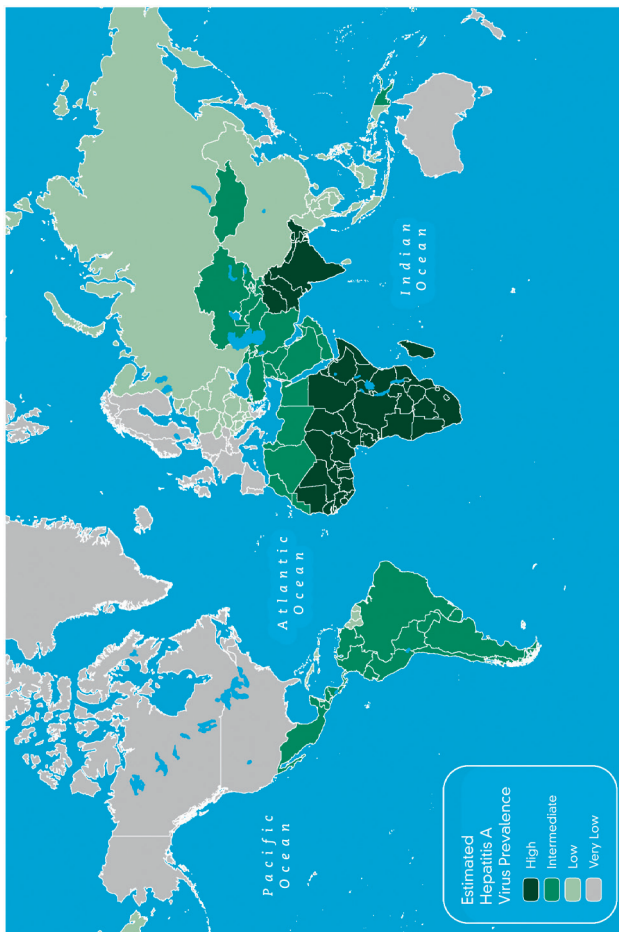 Estimated
Hepatitis A
Virus Prevalence
High
Intermediate
Low
Very Low
Pacific
Ocean
Atlantic
Ocean
Indian
Ocean